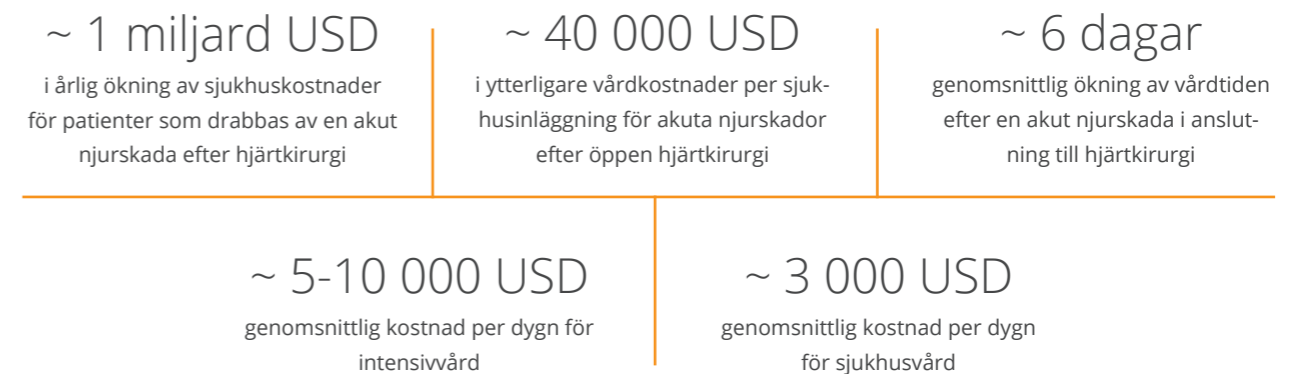 ~ 1 miljard USD
i årlig ökning av sjukhuskostnader
för patienter som drabbas av en akut
njurskada efter hjärtkirurgi
~ 40 000 USD
i ytterligare vårdkostnader per sjuk-
husinläggning för akuta njurskador
efter öppen hjärtkirurgi
~ 6 dagar
genomsnittlig ökning av vårdtiden
efter en akut njurskada i anslut-
ning till hjärtkirurgi
~ 5-10 000 USD
genomsnittlig kostnad per dygn för
intensivvård
~ 3 000 USD
genomsnittlig kostnad per dygn
för sjukhusvård